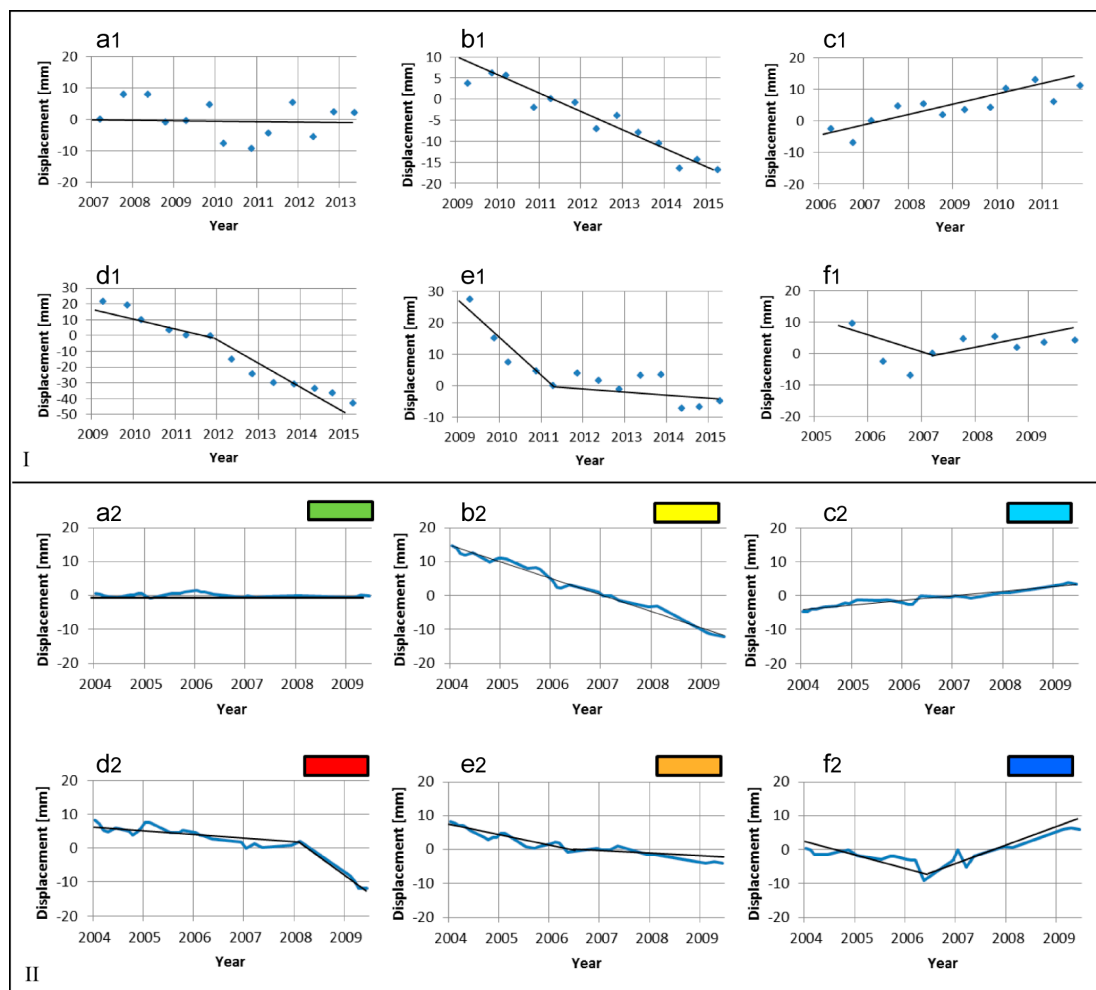 a1
b1
c1
Displacement [mm]
20
10
0
-10
-20
2007 2008 2009 2010 2011 2012 2013
Year
Displacement [mm]
10
5
0
-5
-10
-15
-20
2009 2010 2011 2012 2013 2014 2015
Year
Displacement [mm]
20
10
0
-10
-20
2006 2007 2008 2009 2010 2011
Year
d1
e1
f1
Displacement [mm]
30
20
10
0
-10
-20
-30
-40
-50
2009 2010 2011 2012 2013 2014 2015
Year
Displacement [mm]
30
20
10
0
-10
2009 2010 2011 2012 2013 2014 2015
Year
Displacement [mm]
20
10
0
-10
-20
2005 2006 2007 2008 2009
Year
I
a2
b2
c2
Displacement [mm]
20
10
0
-10
-20
2004 2005 2006 2007 2008 2009
Year
Displacement [mm]
20
10
0
-10
-20
2004 2005 2006 2007 2008 2009
Year
Displacement [mm]
20
10
0
-10
-20
2004 2005 2006 2007 2008 2009
Year
d2
e2
f2
Displacement [mm]
20
10
0
-10
-20
2004 2005 2006 2007 2008 2009
Year
Displacement [mm]
20
10
0
-10
-20
2004 2005 2006 2007 2008 2009
Year
Displacement [mm]
20
10
0
-10
-20
2004 2005 2006 2007 2008 2009
Year
II